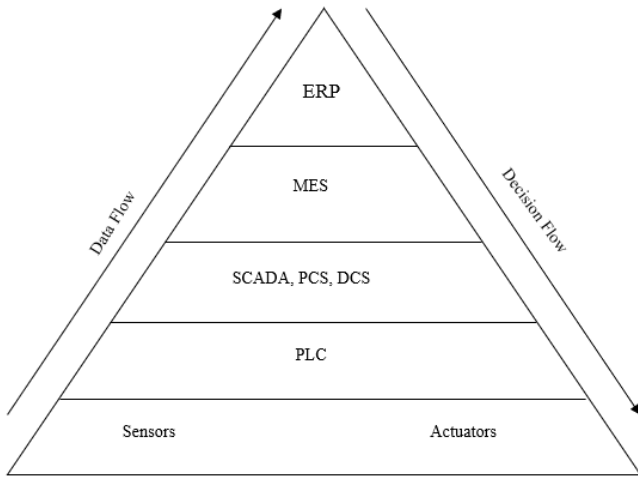 ERP
MES
Data Flow
Decision Flow
SCADA, PCS, DCS
PLC
Sensors
Actuators